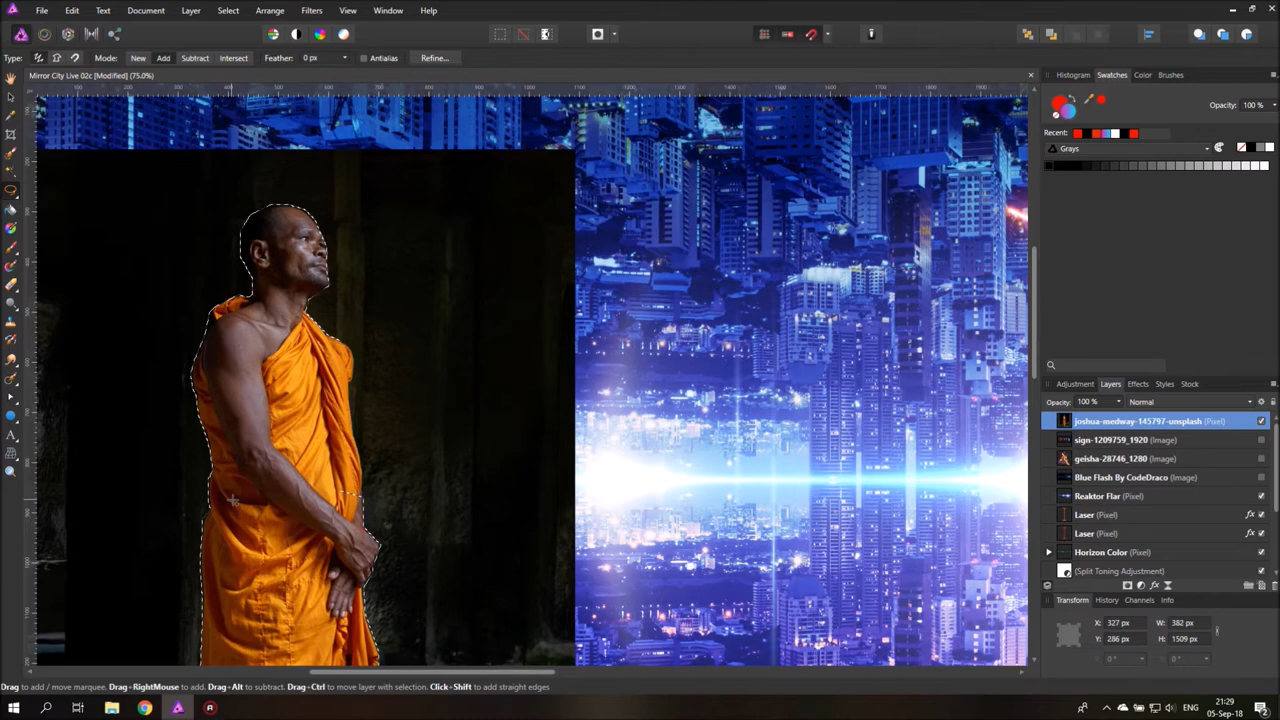 File Edit Text Document Layer Select Arrange Filters View Window Help
Type: Mode: New Add Subtract Intersect Feather: 0 px Antialias Refine...
Mirror City Live 02c [Modified] (75.0%)
Histogram Swatches Color Brushes
Opacity: 100 %
Recent:
Grays
Adjustment Layers Effects Styles Stock
Opacity: 100 % Normal
joshua-medway-145797-unsplash (Pixel)
sign-1209759_1920 (Image)
geisha-28746_1280 (Image)
Blue Flash By CodeDraco (Image)
Reaktor Flar (Pixel)
Laser (Pixel) fx
Laser (Pixel) fx
Horizon Color (Pixel)
(Split Toning Adjustment)
Transform History Channels Info
X: 327 px W: 382 px
Y: 286 px H: 1509 px
0 ° 0 °
Drag to add / move marquee. Drag+RightMouse to add. Drag+Alt to subtract. Drag+Ctrl to move layer with selection. Click+Shift to add straight edges
ENG 21:29
05-Sep-18